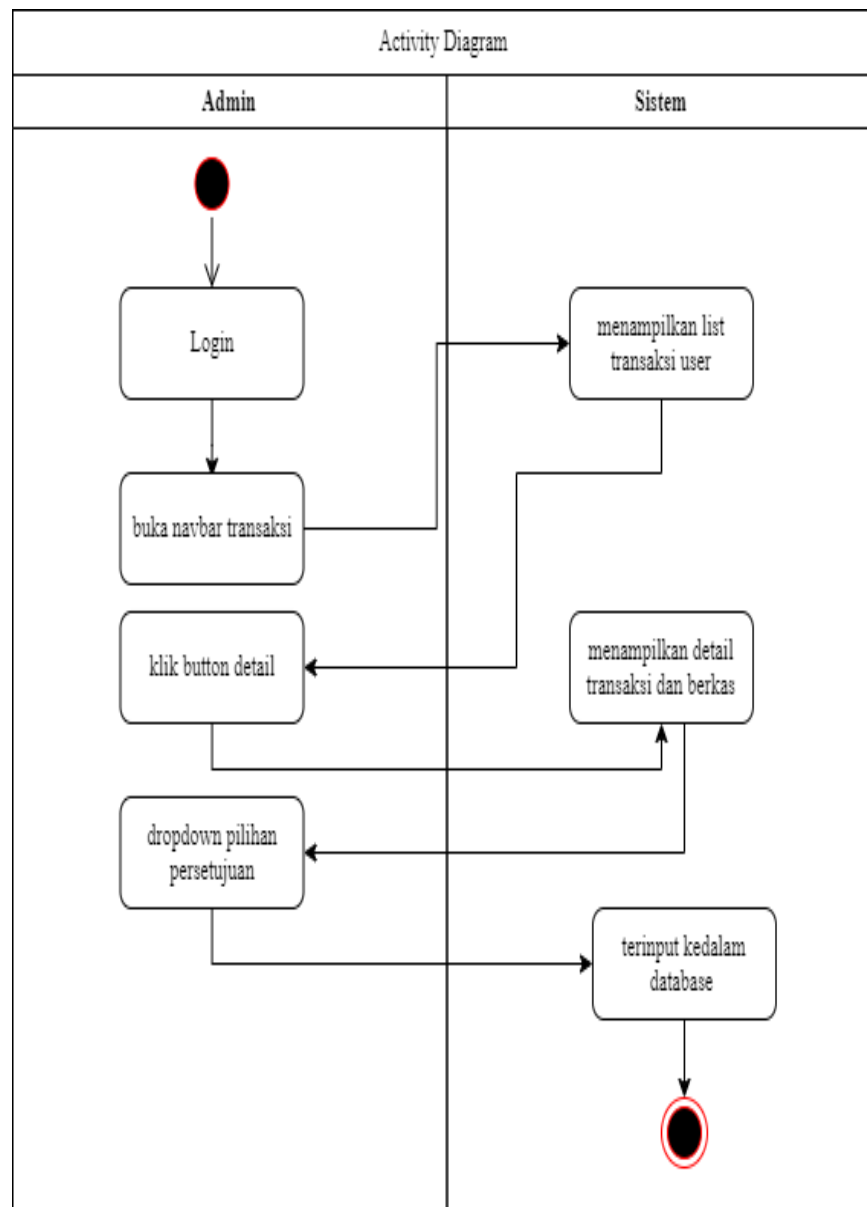 Activity Diagram
Admin
Sistem
Login
menampilkan list
transaksi user
buka navbar transaksi
klik button detail
menampilkan detail
transaksi dan berkas
dropdown pilihan
persetujuan
terinput kedalam
database